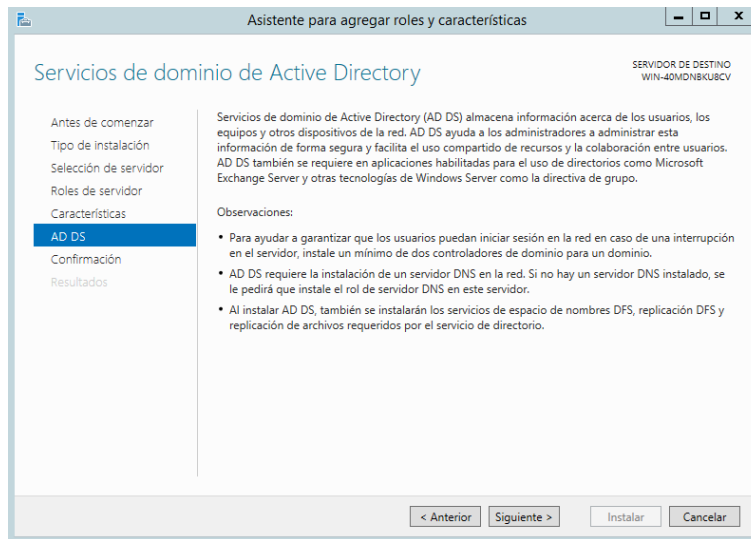 Asistente para agregar roles y características
Servicios de dominio de Active Directory
SERVIDOR DE DESTINO
WIN-40MDNBKU8CV
Antes de comenzar
Tipo de instalación
Selección de servidor
Roles de servidor
Características
AD DS
Confirmación
Resultados
Servicios de dominio de Active Directory (AD DS) almacena información acerca de los usuarios, los
equipos y otros dispositivos de la red. AD DS ayuda a los administradores a administrar esta
información de forma segura y facilita el uso compartido de recursos y la colaboración entre usuarios.
AD DS también se requiere en aplicaciones habilitadas para el uso de directorios como Microsoft
Exchange Server y otras tecnologías de Windows Server como la directiva de grupo.
Observaciones:
• Para ayudar a garantizar que los usuarios puedan iniciar sesión en la red en caso de una interrupción
en el servidor, instale un mínimo de dos controladores de dominio para un dominio.
• AD DS requiere la instalación de un servidor DNS en la red. Si no hay un servidor DNS instalado, se
le pedirá que instale el rol de servidor DNS en este servidor.
• Al instalar AD DS, también se instalarán los servicios de espacio de nombres DFS, replicación DFS y
replicación de archivos requeridos por el servicio de directorio.
< Anterior
Siguiente >
Instalar
Cancelar